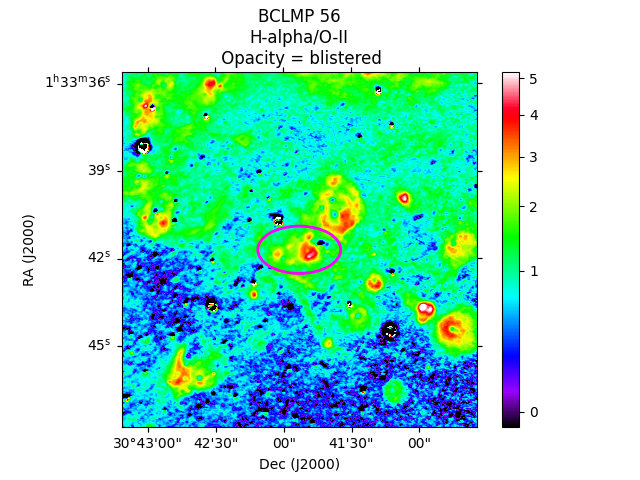 BCLMP 56
H-alpha/O-II
Opacity = blistered
1ʰ33ᵐ36ˢ
39ˢ
42ˢ
45ˢ
RA (J2000)
30°43'00" 42'30" 00" 41'30" 00"
Dec (J2000)
5
4
3
2
1
0